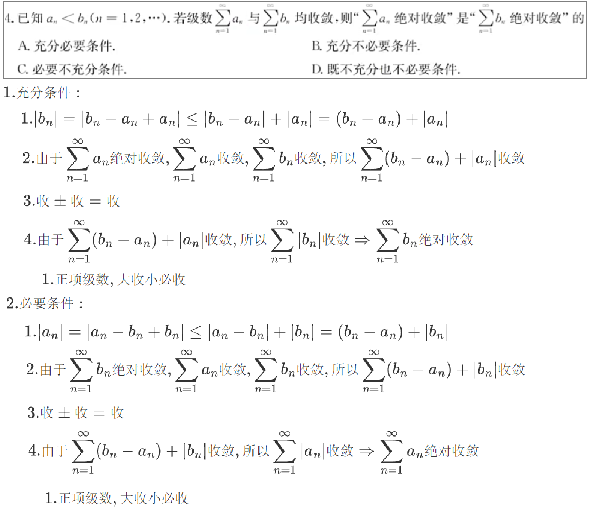 4.已知 aₙ < bₙ(n = 1,2,⋯).若级数 ∑_{n=1}^{∞} aₙ 与 ∑_{n=1}^{∞} bₙ 均收敛,则“∑_{n=1}^{∞} aₙ 绝对收敛”是“∑_{n=1}^{∞} bₙ 绝对收敛”的
A. 充分必要条件. B. 充分不必要条件.
C. 必要不充分条件. D. 既不充分也不必要条件.
1.充分条件：
1.|bₙ| = |bₙ − aₙ + aₙ| ≤ |bₙ − aₙ| + |aₙ| = (bₙ − aₙ) + |aₙ|
2.由于 ∑_{n=1}^{∞} aₙ绝对收敛, ∑_{n=1}^{∞} aₙ收敛, ∑_{n=1}^{∞} bₙ收敛, 所以 ∑_{n=1}^{∞} (bₙ − aₙ) + |aₙ|收敛
3.收 ± 收 = 收
4.由于 ∑_{n=1}^{∞} (bₙ − aₙ) + |aₙ|收敛, 所以 ∑_{n=1}^{∞} |bₙ|收敛 ⇒ ∑_{n=1}^{∞} bₙ绝对收敛
1.正项级数, 大收小必收
2.必要条件：
1.|aₙ| = |aₙ − bₙ + bₙ| ≤ |aₙ − bₙ| + |bₙ| = (bₙ − aₙ) + |bₙ|
2.由于 ∑_{n=1}^{∞} bₙ绝对收敛, ∑_{n=1}^{∞} aₙ收敛, ∑_{n=1}^{∞} bₙ收敛, 所以 ∑_{n=1}^{∞} (bₙ − aₙ) + |bₙ|收敛
3.收 ± 收 = 收
4.由于 ∑_{n=1}^{∞} (bₙ − aₙ) + |bₙ|收敛, 所以 ∑_{n=1}^{∞} |aₙ|收敛 ⇒ ∑_{n=1}^{∞} aₙ绝对收敛
1.正项级数, 大收小必收